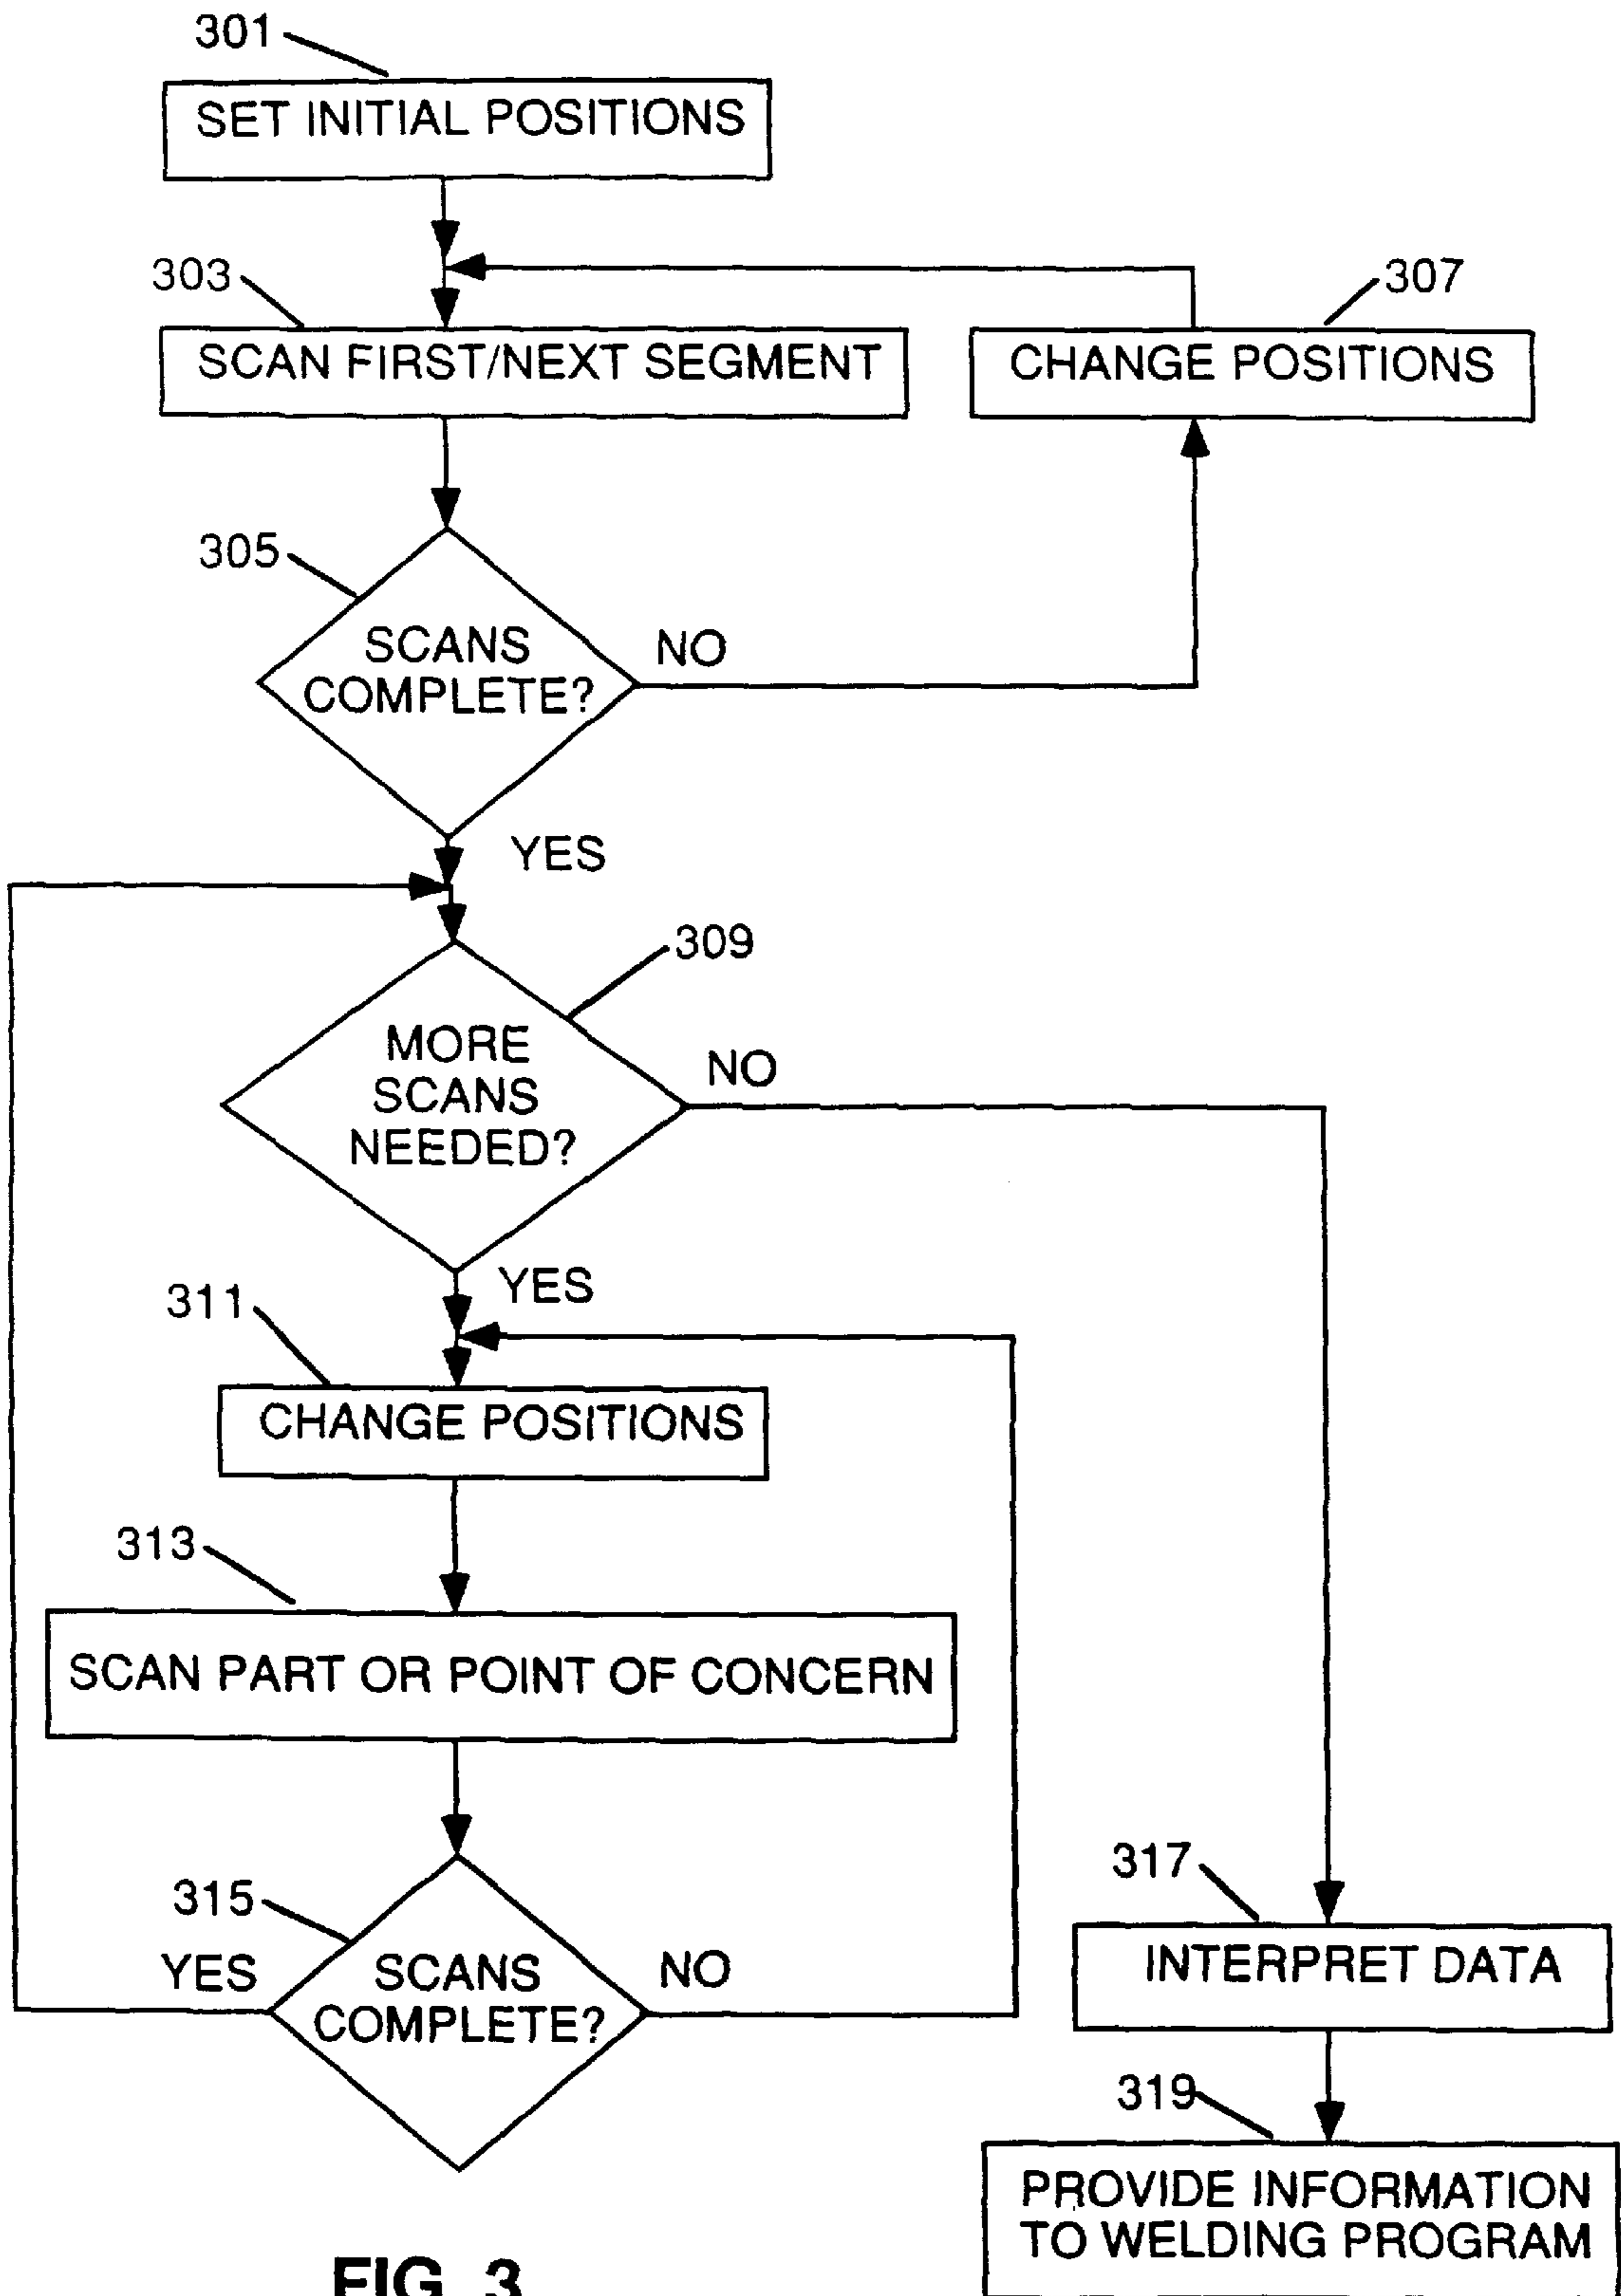 301
SET INITIAL POSITIONS
303
SCAN FIRST/NEXT SEGMENT
307
CHANGE POSITIONS
305
SCANS
COMPLETE?
NO
YES
309
MORE
SCANS
NEEDED?
NO
YES
311
CHANGE POSITIONS
313
SCAN PART OR POINT OF CONCERN
315
YES
SCANS
COMPLETE?
NO
317
INTERPRET DATA
319
PROVIDE INFORMATION
TO WELDING PROGRAM
FIG. 3